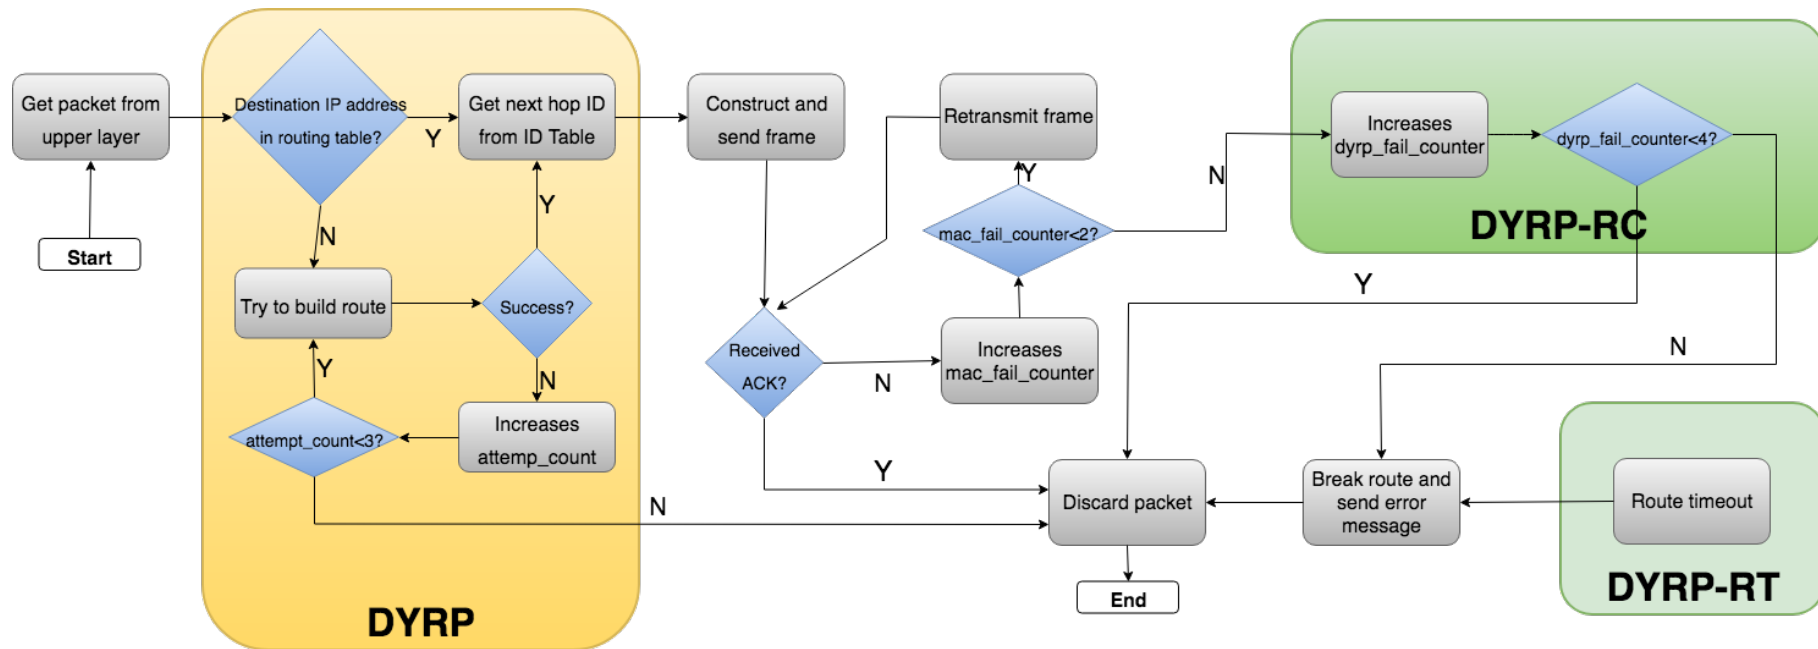 Get packet from
upper layer
Start
Destination IP address
in routing table?
Y
Get next hop ID
from ID Table
N
Y
Try to build route
Success?
Y
N
attempt_count<3?
Increases
attemp_count
DYRP
Construct and
send frame
Retransmit frame
Y
mac_fail_counter<2?
N
Received
ACK?
N
Increases
mac_fail_counter
Y
N
Increases
dyrp_fail_counter
dyrp_fail_counter<4?
DYRP-RC
Y
N
Discard packet
Break route and
send error
message
Route timeout
DYRP-RT
End